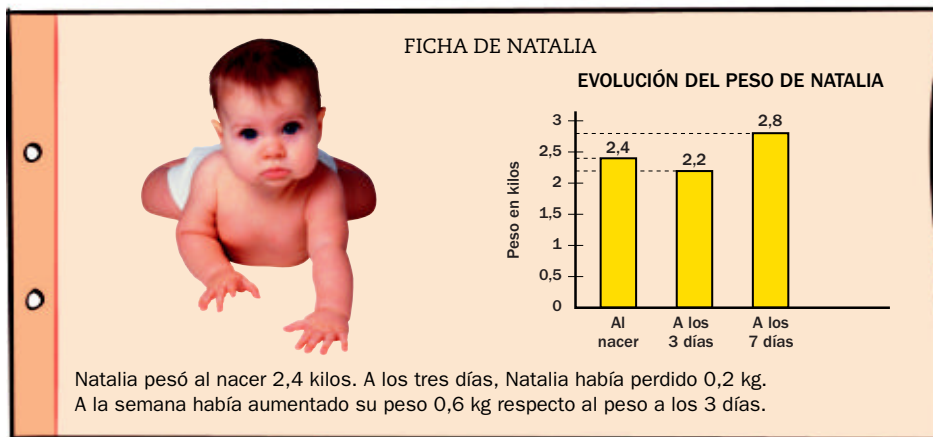 FICHA DE NATALIA
EVOLUCIÓN DEL PESO DE NATALIA
Peso en kilos
3
2,5
2
1,5
1
0,5
0
2,4
2,2
2,8
Al
nacer
A los
3 días
A los
7 días
Natalia pesó al nacer 2,4 kilos. A los tres días, Natalia había perdido 0,2 kg.
A la semana había aumentado su peso 0,6 kg respecto al peso a los 3 días.